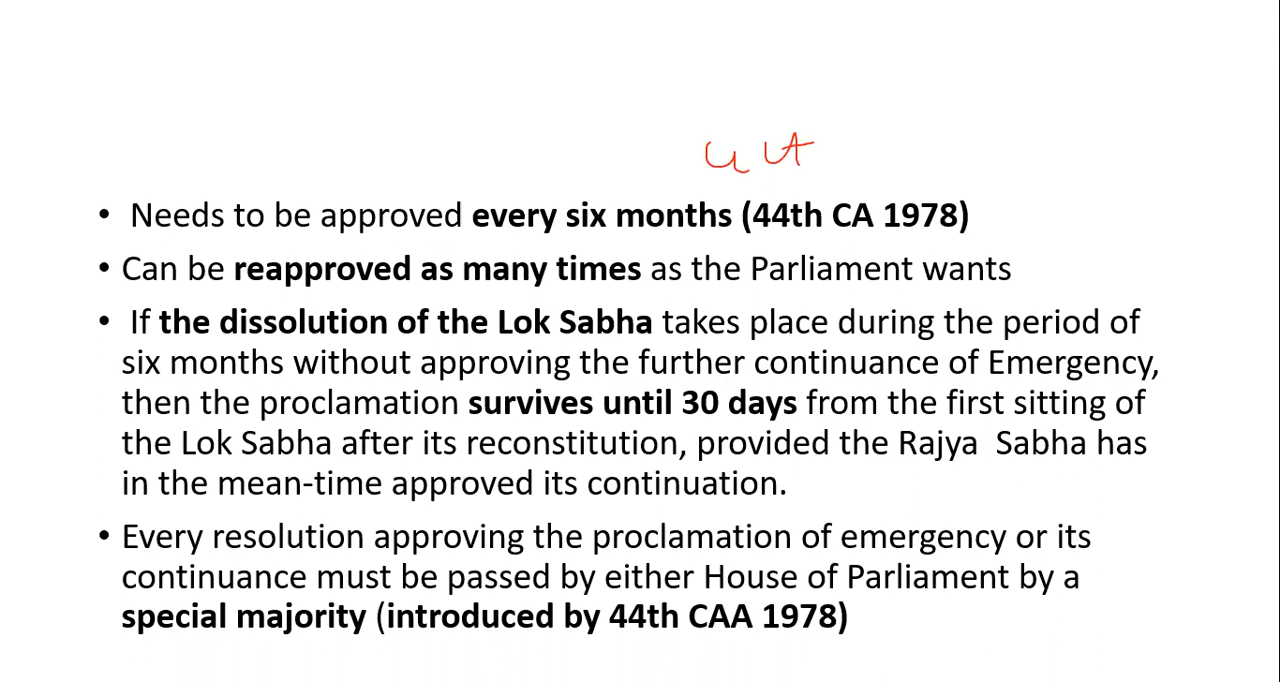 • Needs to be approved every six months (44th CA 1978)
• Can be reapproved as many times as the Parliament wants
• If the dissolution of the Lok Sabha takes place during the period of
six months without approving the further continuance of Emergency,
then the proclamation survives until 30 days from the first sitting of
the Lok Sabha after its reconstitution, provided the Rajya Sabha has
in the mean-time approved its continuation.
• Every resolution approving the proclamation of emergency or its
continuance must be passed by either House of Parliament by a
special majority (introduced by 44th CAA 1978)